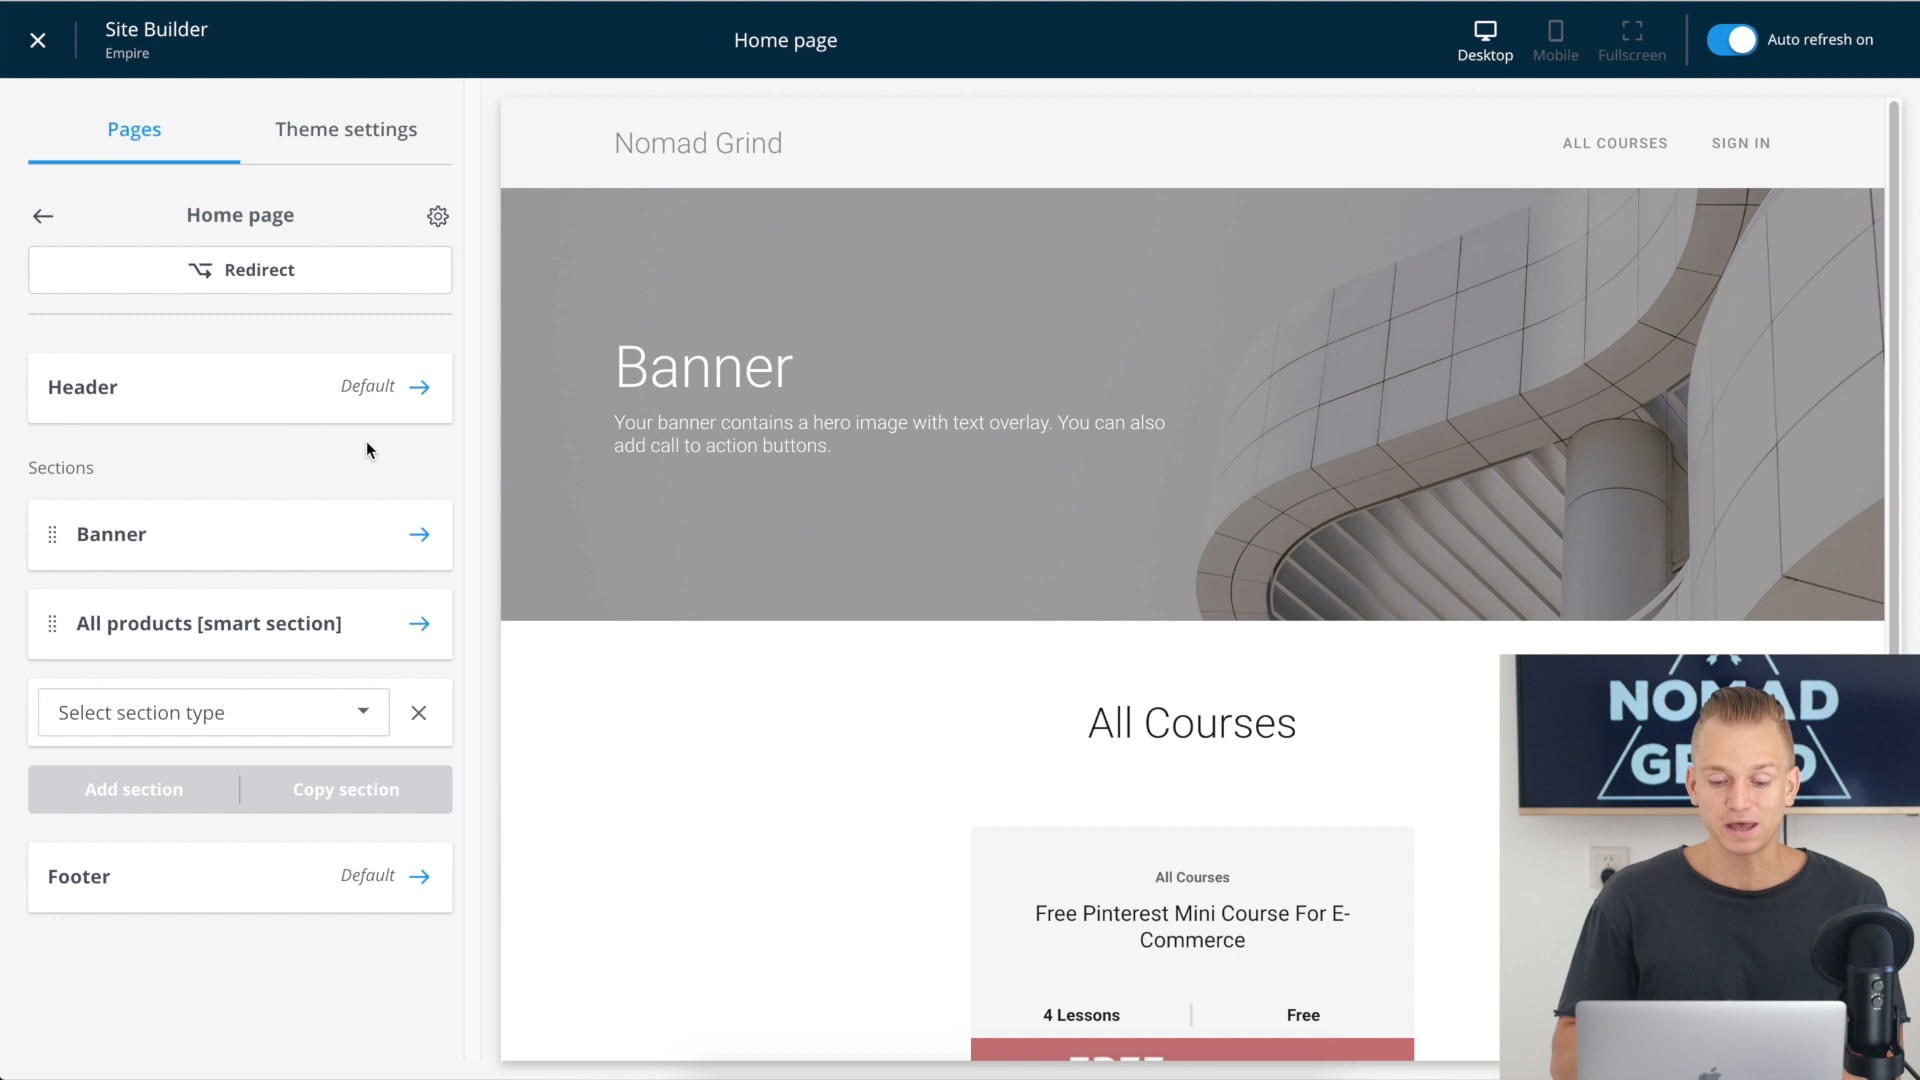 Site Builder
Empire
Home page
Desktop
Mobile
Fullscreen
Auto refresh on
Pages
Theme settings
Home page
Redirect
Header
Default
Sections
Banner
All products [smart section]
Select section type
Add section
Copy section
Footer
Default
Nomad Grind
ALL COURSES
SIGN IN
Banner
Your banner contains a hero image with text overlay. You can also
add call to action buttons.
All Courses
All Courses
Free Pinterest Mini Course For E-
Commerce
4 Lessons
Free
FREE
NOMAD